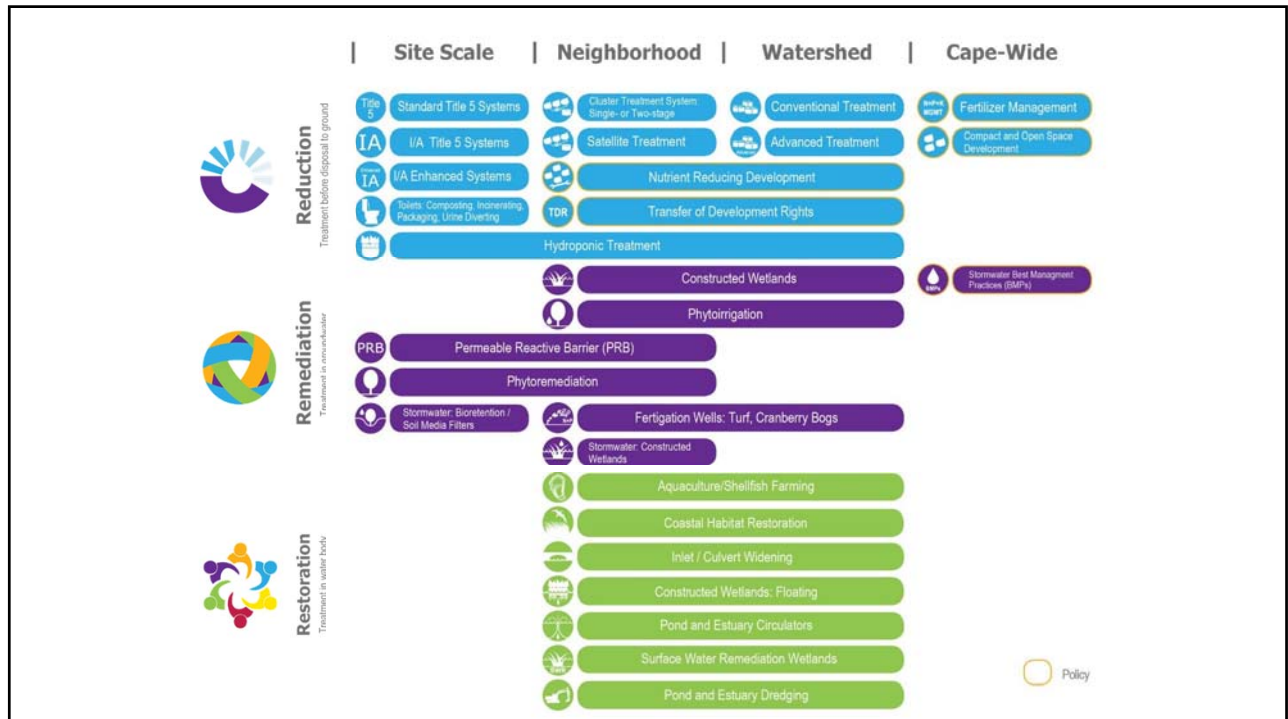 | Site Scale | Neighborhood | Watershed | Cape-Wide
Reduction
Treatment before disposal to ground
Title
5
Standard Title 5 Systems
Cluster Treatment System
Single- or Two-stage
Conventional Treatment
MGMT
Fertilizer Management
IA
I/A Title 5 Systems
Satellite Treatment
Advanced Treatment
Compact and Open Space
Development
IA
I/A Enhanced Systems
Nutrient Reducing Development
Toilets: Composting, Incinerating,
Packaging, Urine Diverting
TDR
Transfer of Development Rights
Hydroponic Treatment
Constructed Wetlands
BMPs
Stormwater Best Managment
Practices (BMPs)
Phytoirrigation
Remediation
Treatment in groundwater
PRB
Permeable Reactive Barrier (PRB)
Phytoremediation
Stormwater: Bioretention /
Soil Media Filters
Fertigation Wells: Turf, Cranberry Bogs
Stormwater: Constructed
Wetlands
Restoration
Treatment in water body
Aquaculture/Shellfish Farming
Coastal Habitat Restoration
Inlet / Culvert Widening
Constructed Wetlands: Floating
Pond and Estuary Circulators
Surface Water Remediation Wetlands
Pond and Estuary Dredging
Policy